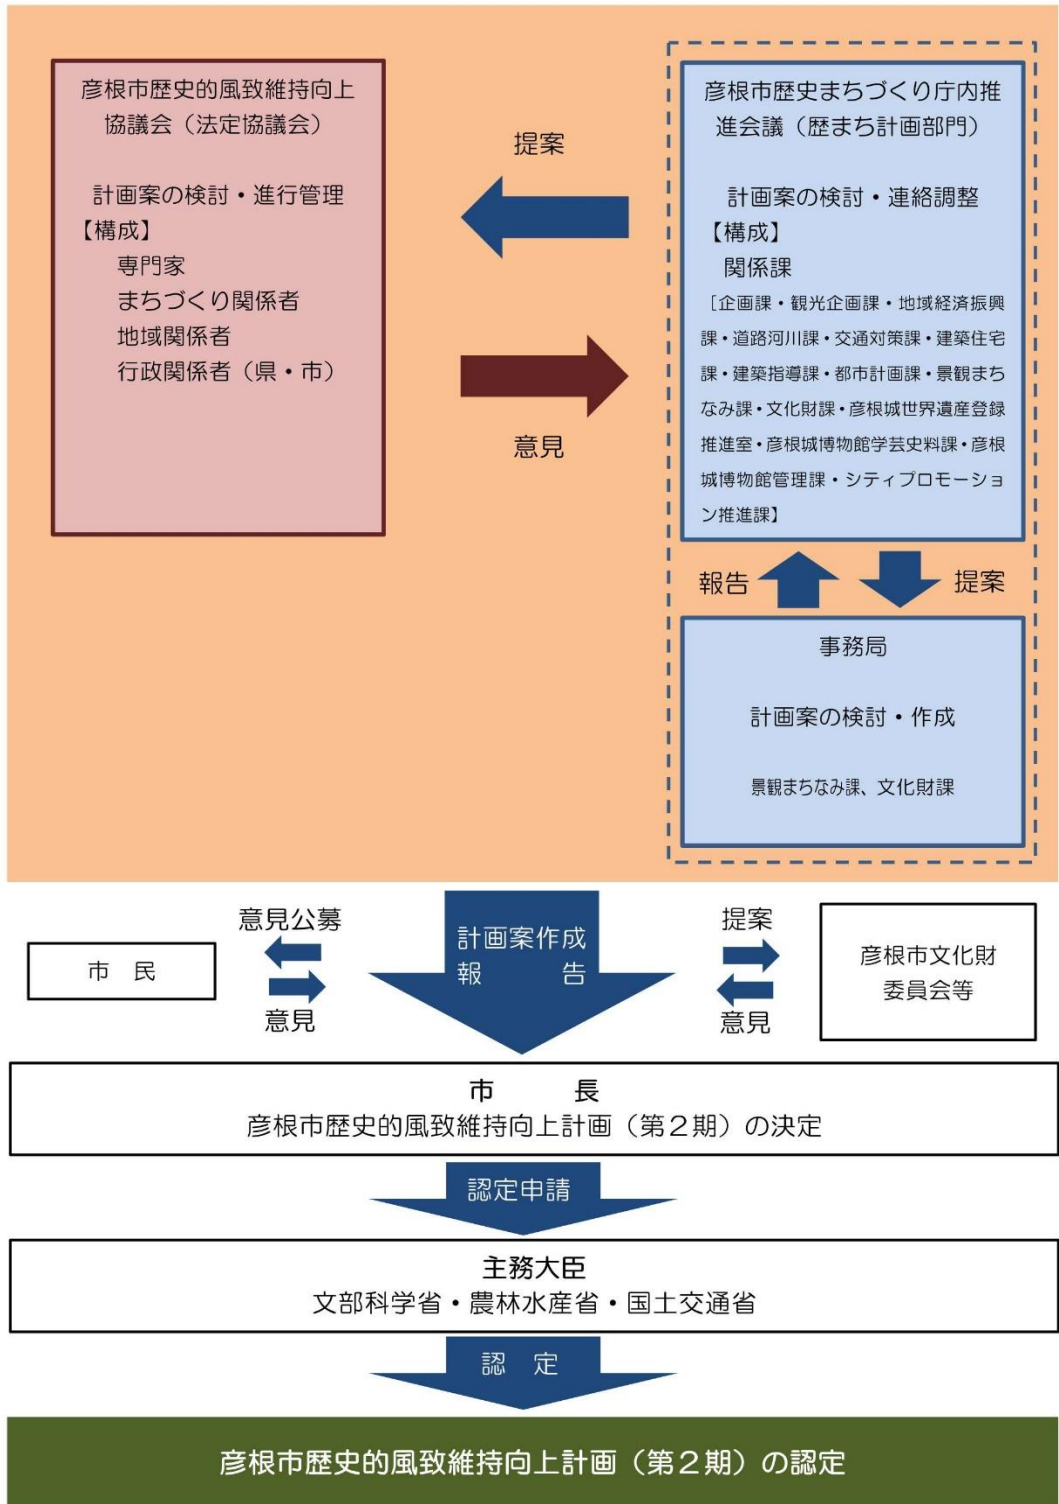 彦根市歴史的風致維持向上
協議会（法定協議会）
計画案の検討・進行管理
【構成】
専門家
まちづくり関係者
地域関係者
行政関係者（県・市）
提案
意見
彦根市歴史まちづくり庁内推
進会議（歴まち計画部門）
計画案の検討・連絡調整
【構成】
関係課
［企画課・観光企画課・地域経済振興
課・道路河川課・交通対策課・建築住宅
課・建築指導課・都市計画課・景観まち
なみ課・文化財課・彦根城世界遺産登録
推進室・彦根城博物館学芸史料課・彦根
城博物館管理課・シティプロモーショ
ン推進課】
報告
提案
事務局
計画案の検討・作成
景観まちなみ課、文化財課
意見公募
市　民
意見
計画案作成
報　　　告
提案
意見
彦根市文化財
委員会等
市　　　長
彦根市歴史的風致維持向上計画（第２期）の決定
認定申請
主務大臣
文部科学省・農林水産省・国土交通省
認　定
彦根市歴史的風致維持向上計画（第２期）の認定